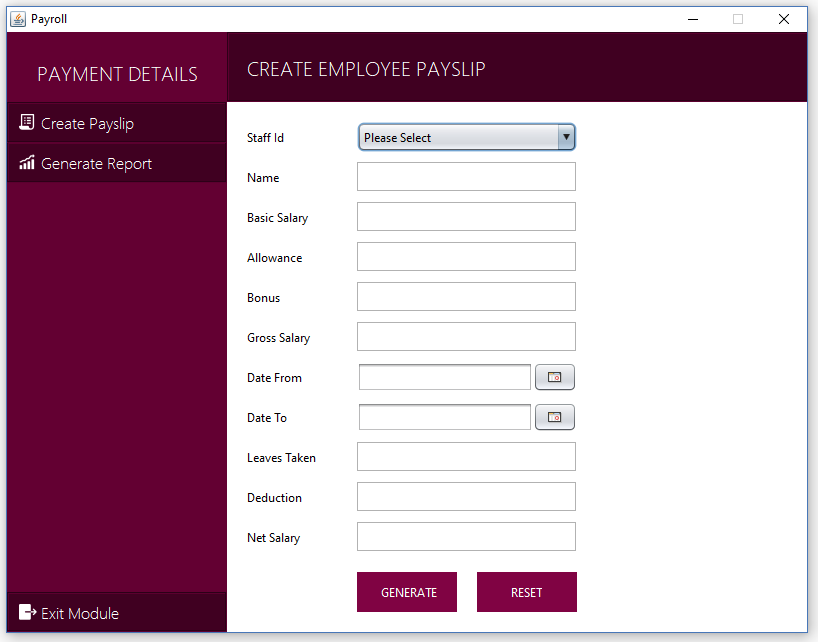 Payroll
PAYMENT DETAILS
Create Payslip
Generate Report
Exit Module
CREATE EMPLOYEE PAYSLIP
Staff Id
Please Select
Name
Basic Salary
Allowance
Bonus
Gross Salary
Date From
Date To
Leaves Taken
Deduction
Net Salary
GENERATE
RESET